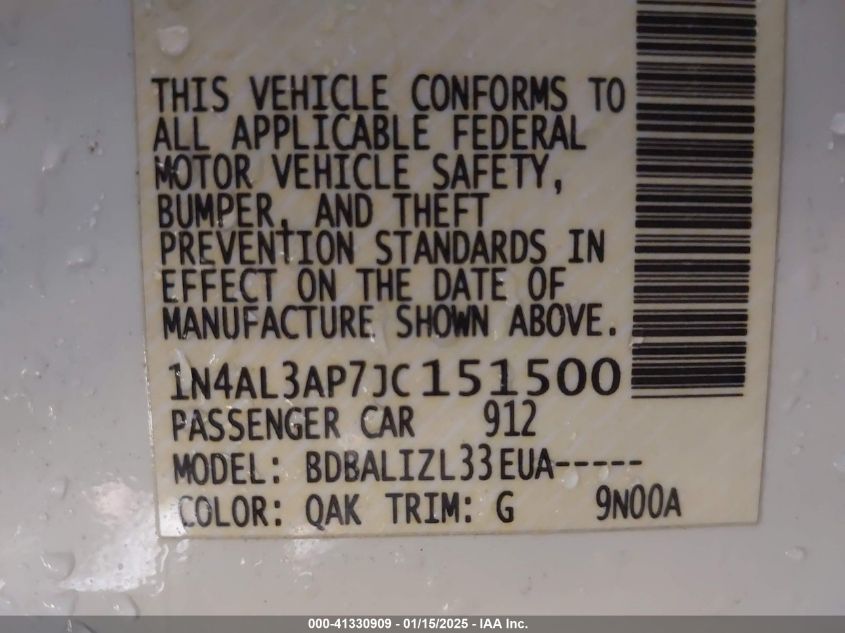 THIS VEHICLE CONFORMS TO
ALL APPLICABLE FEDERAL
MOTOR VEHICLE SAFETY,
BUMPER, AND THEFT
PREVENTION STANDARDS IN
EFFECT ON THE DATE OF
MANUFACTURE SHOWN ABOVE.
1N4AL3AP7JC151500
PASSENGER CAR 912
MODEL: BDBALIZL33EUA-----
COLOR: QAK TRIM: G 9N00A
000-41330909 - 01/15/2025 - IAA Inc.